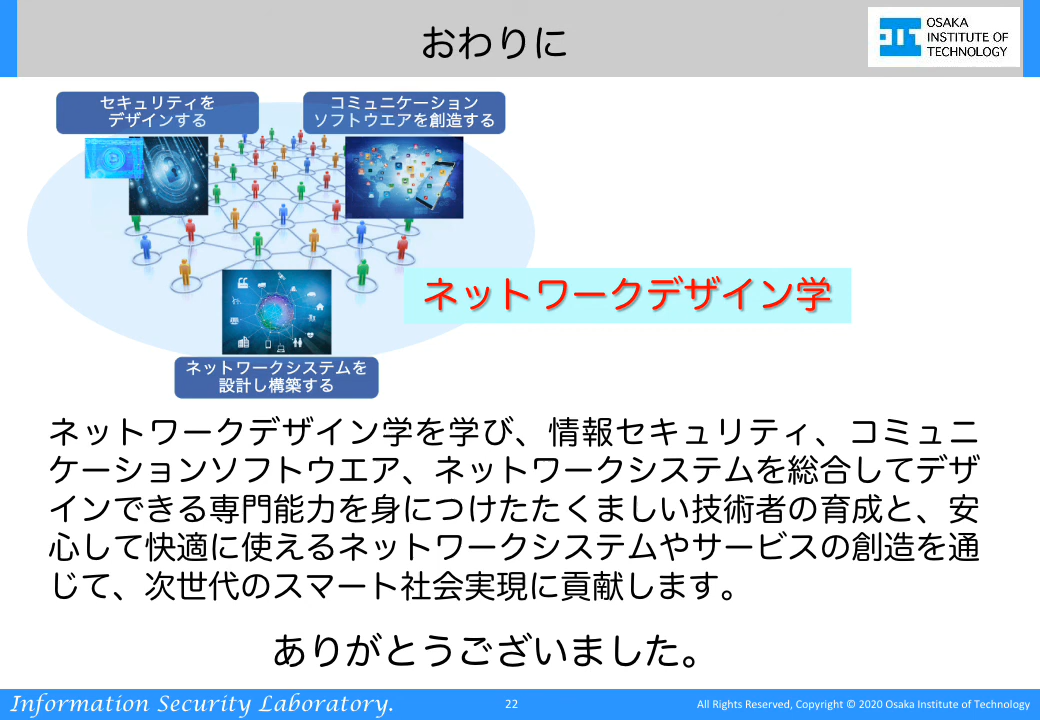 おわりに
OSAKA
INSTITUTE OF
TECHNOLOGY
セキュリティを
デザインする
コミュニケーション
ソフトウエアを創造する
ネットワークデザイン学
ネットワークシステムを
設計し構築する
ネットワークデザイン学を学び、情報セキュリティ、コミュニ
ケーションソフトウエア、ネットワークシステムを総合してデザ
インできる専門能力を身につけたたくましい技術者の育成と、安
心して快適に使えるネットワークシステムやサービスの創造を通
じて、次世代のスマート社会実現に貢献します。
ありがとうございました。
Information Security Laboratory.
22
All Rights Reserved, Copyright © 2020 Osaka Institute of Technology